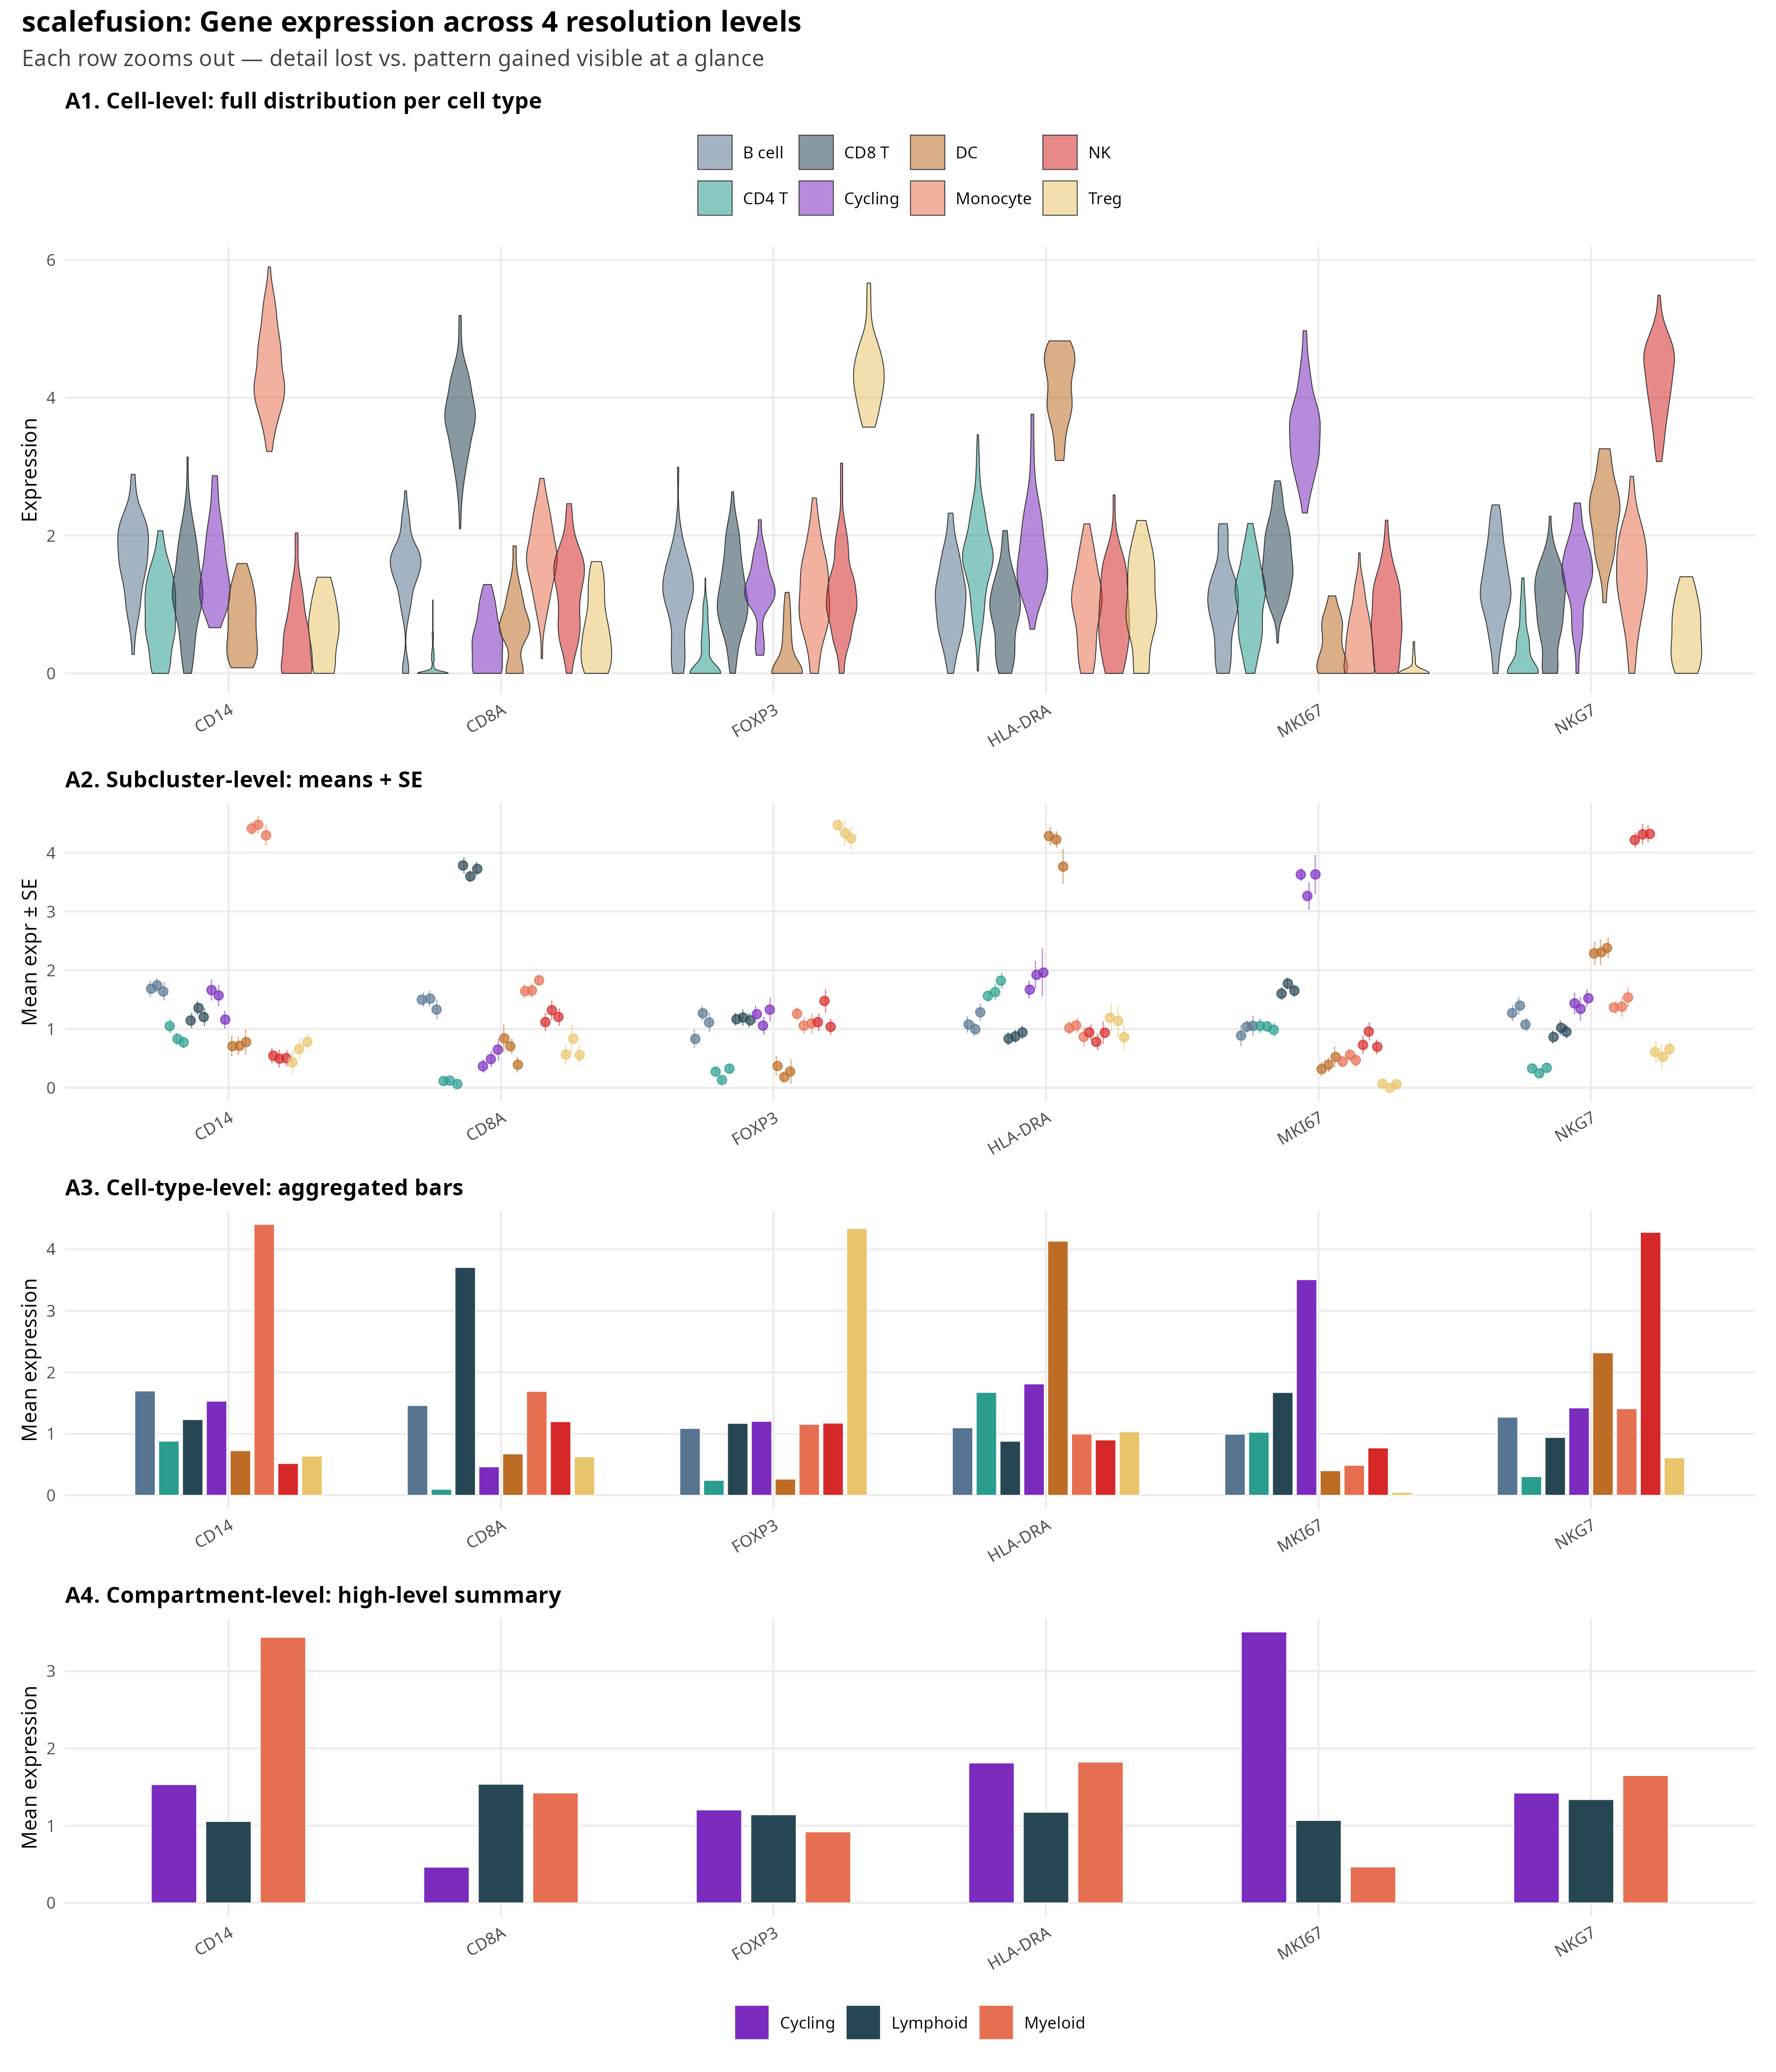 scalefusion: Gene expression across 4 resolution levels
Each row zooms out — detail lost vs. pattern gained visible at a glance
A1. Cell-level: full distribution per cell type
B cell CD8 T DC NK
CD4 T Cycling Monocyte Treg
Expression
6
4
2
0
CD14 CD8A FOXP3 HLA-DRA MKI67 NKG7
A2. Subcluster-level: means + SE
Mean expr ± SE
4
3
2
1
0
CD14 CD8A FOXP3 HLA-DRA MKI67 NKG7
A3. Cell-type-level: aggregated bars
Mean expression
4
3
2
1
0
CD14 CD8A FOXP3 HLA-DRA MKI67 NKG7
A4. Compartment-level: high-level summary
Mean expression
3
2
1
0
CD14 CD8A FOXP3 HLA-DRA MKI67 NKG7
Cycling Lymphoid Myeloid